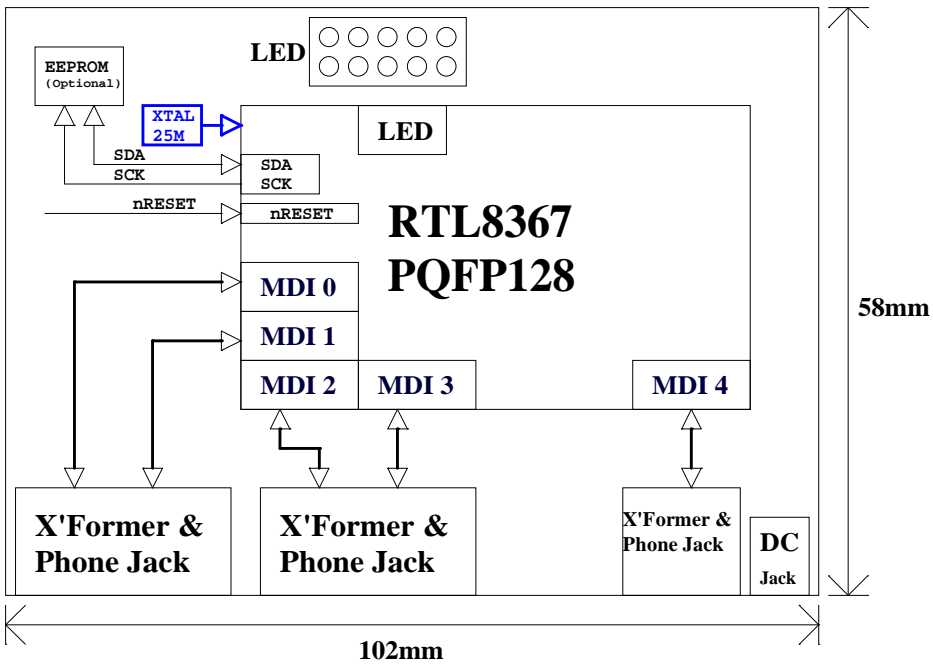 LED
EEPROM
(Optional)
XTAL
25M
LED
SDA
SCK
SDA
SCK
nRESET
nRESET
RTL8367
PQFP128
MDI 0
MDI 1
MDI 2
MDI 3
MDI 4
58mm
X'Former &
Phone Jack
X'Former &
Phone Jack
X'Former &
Phone Jack
DC
Jack
102mm